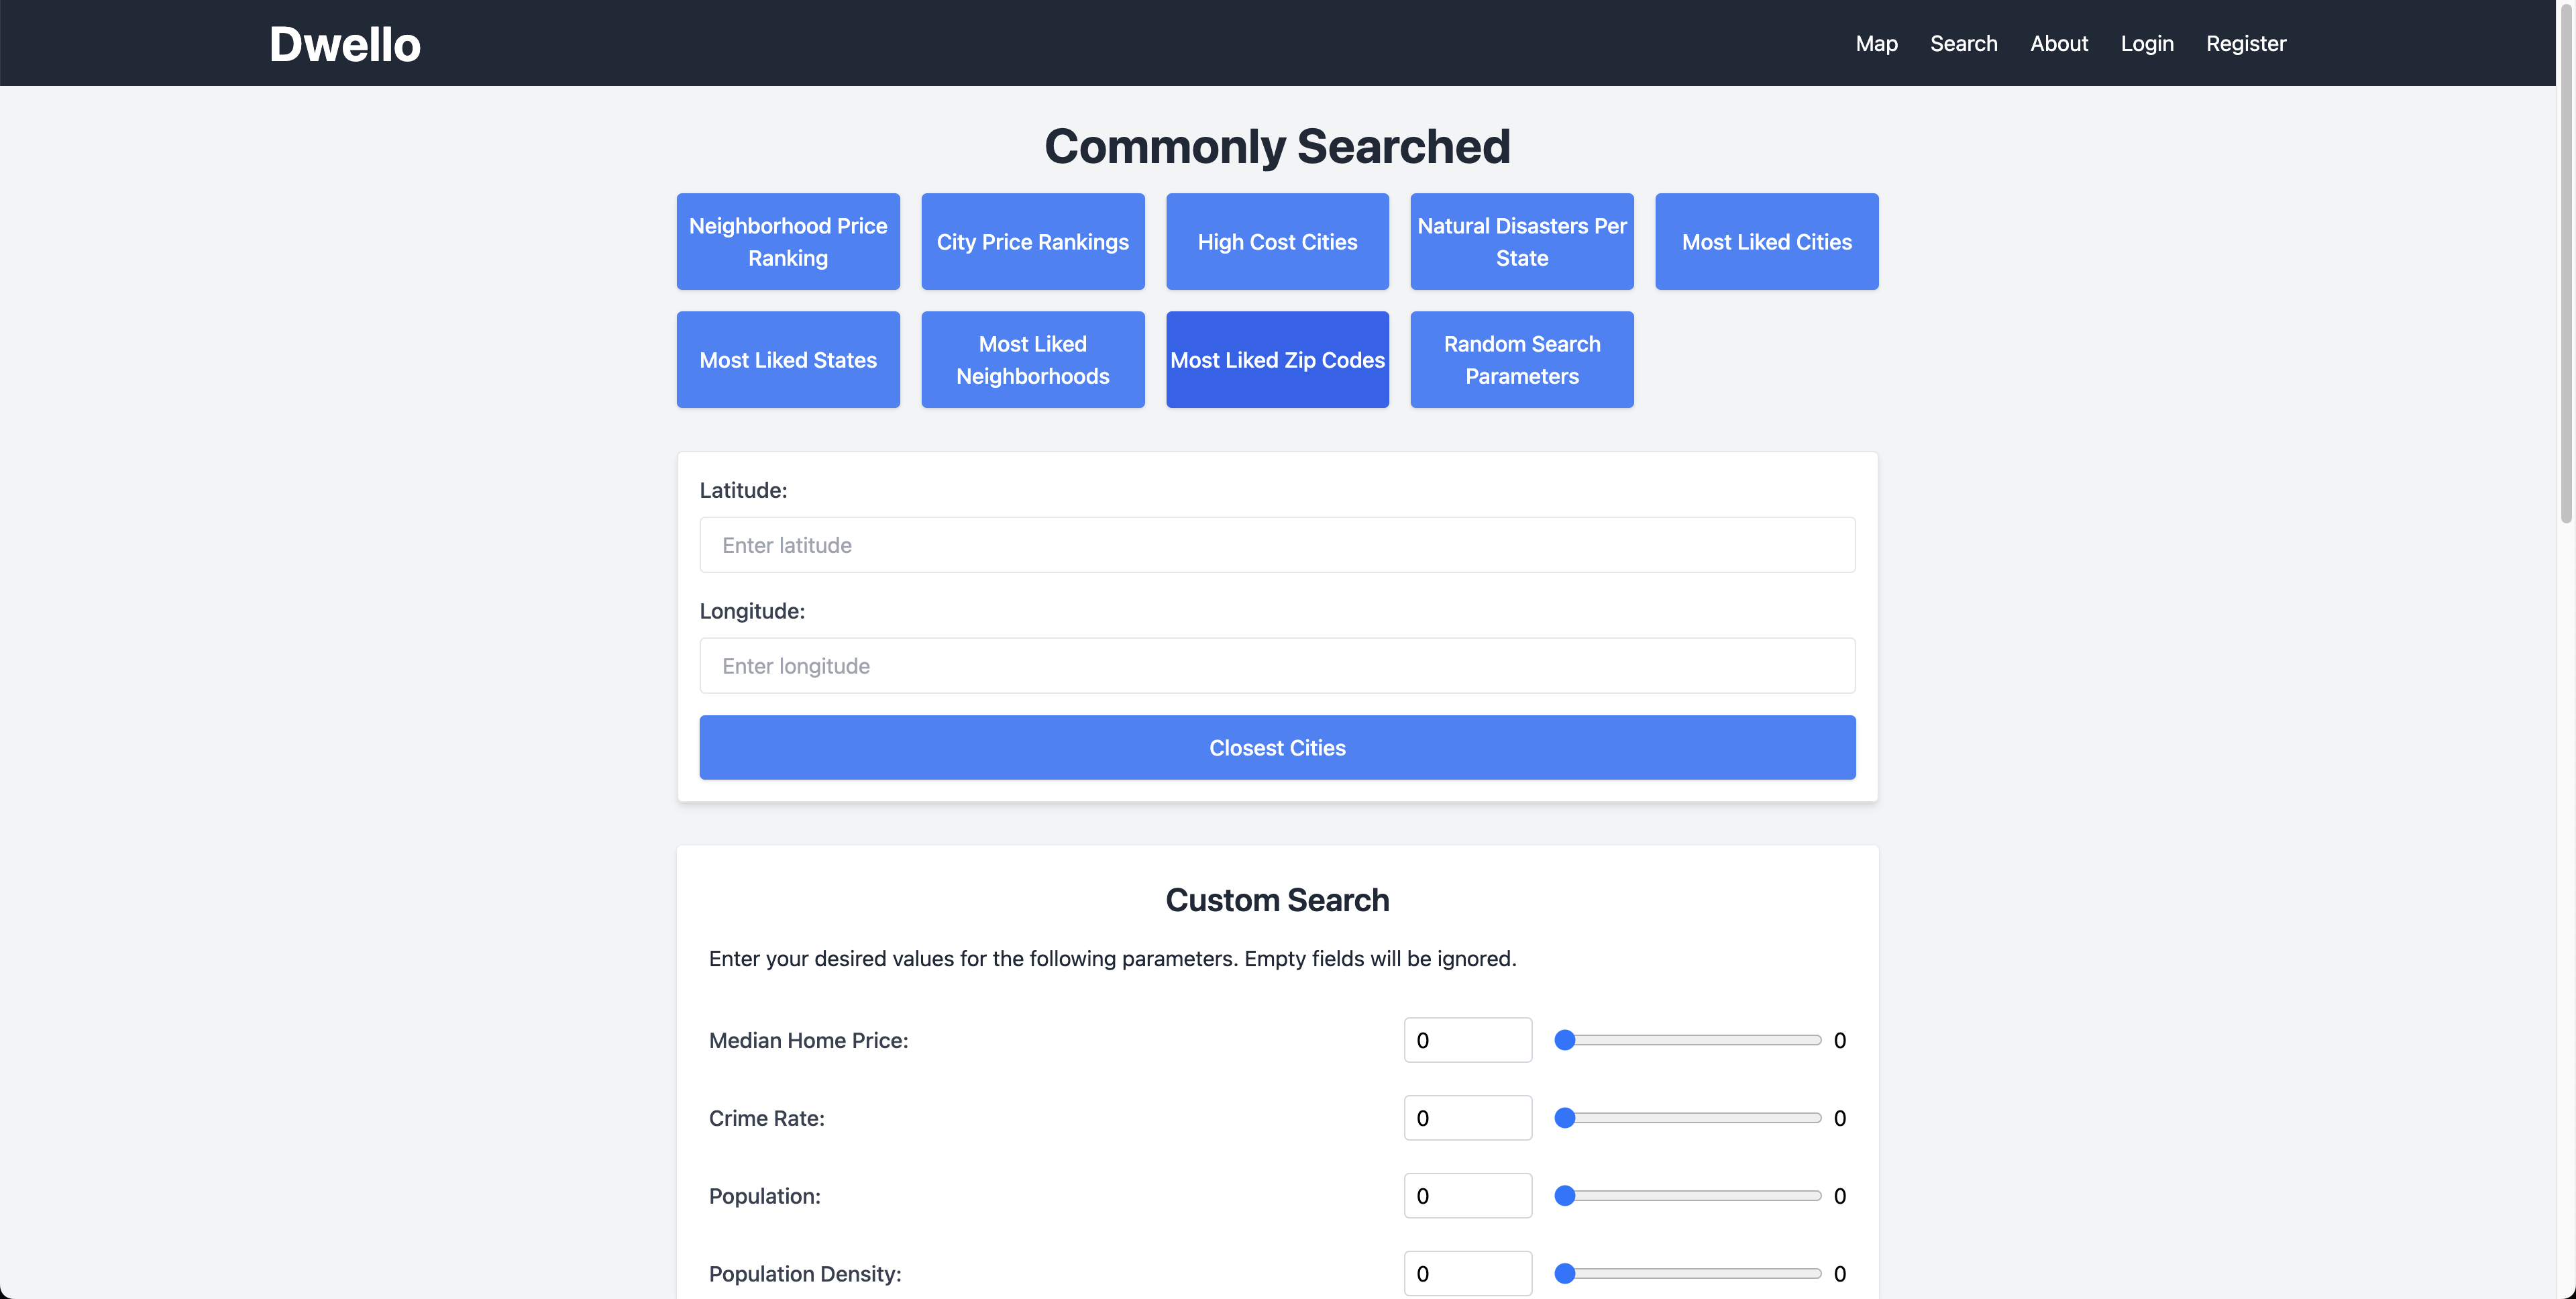 Dwello
Map Search About Login Register
Commonly Searched
Neighborhood Price
Ranking
City Price Rankings
High Cost Cities
Natural Disasters Per
State
Most Liked Cities
Most Liked States
Most Liked
Neighborhoods
Most Liked Zip Codes
Random Search
Parameters
Latitude:
Enter latitude
Longitude:
Enter longitude
Closest Cities
Custom Search
Enter your desired values for the following parameters. Empty fields will be ignored.
Median Home Price: 0 0
Crime Rate: 0 0
Population: 0 0
Population Density: 0 0